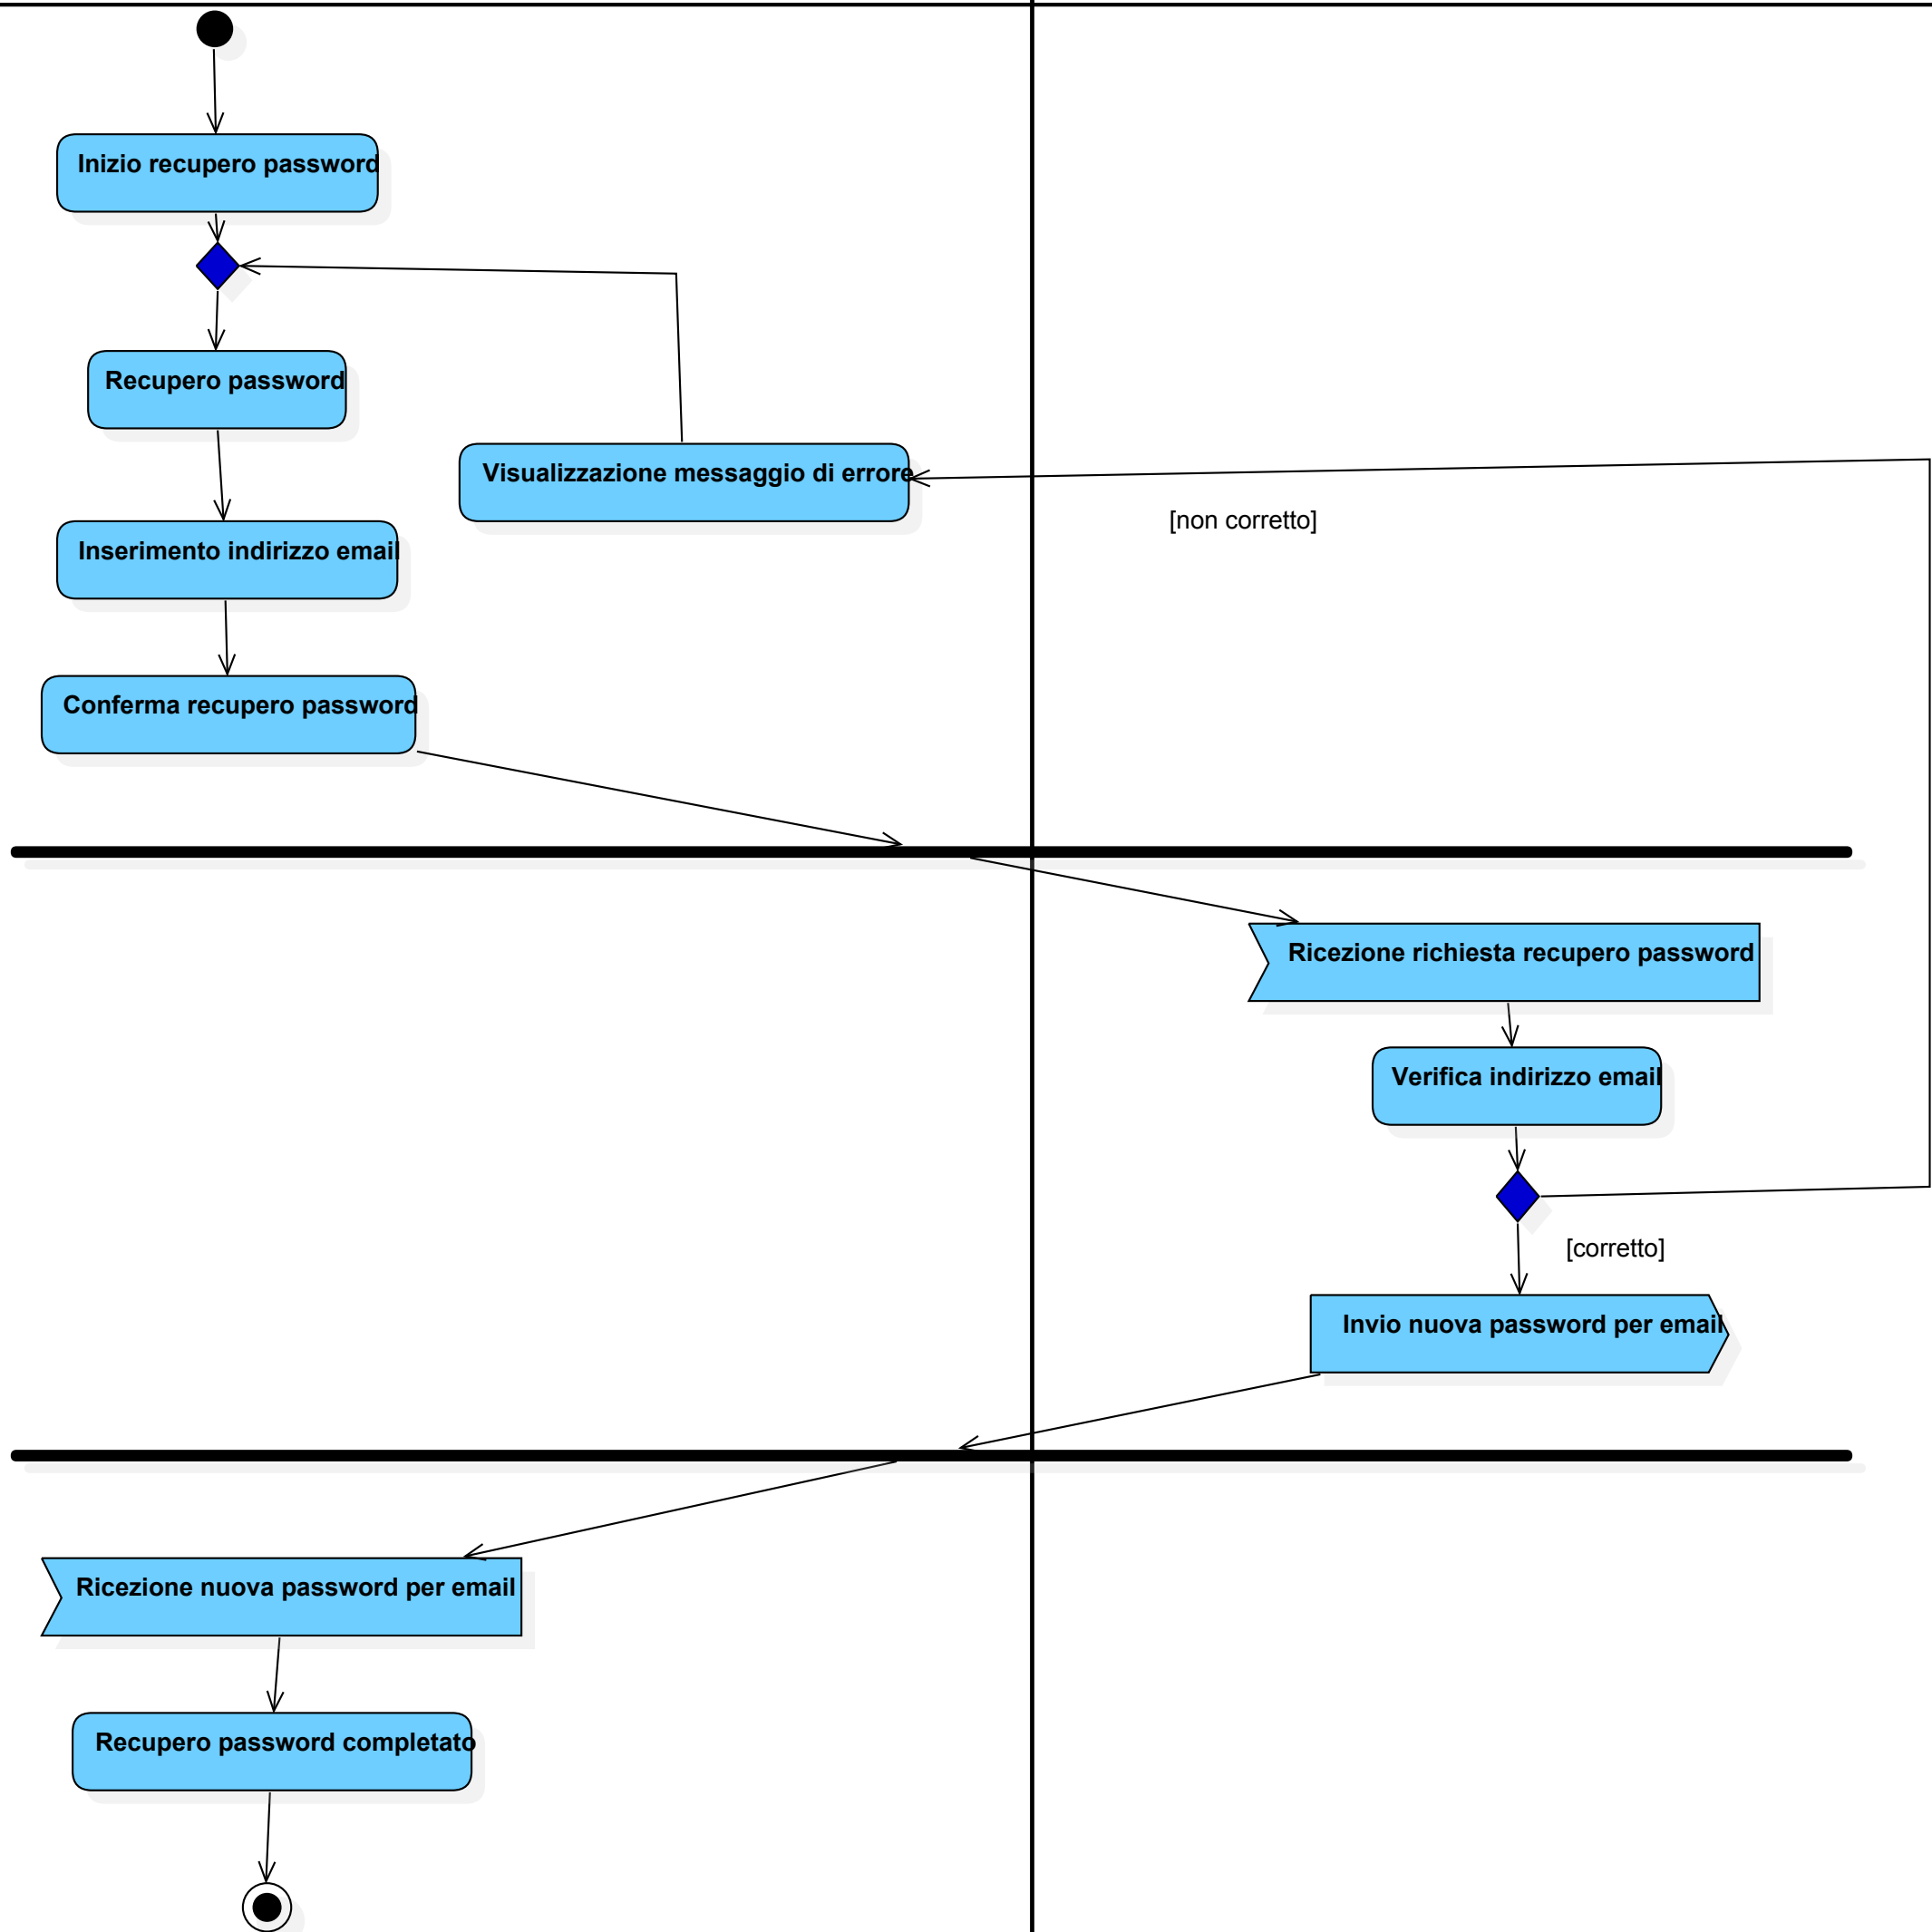 Inizio recupero password
Recupero password
Visualizzazione messaggio di errore
[non corretto]
Inserimento indirizzo email
Conferma recupero password
Ricezione richiesta recupero password
Verifica indirizzo email
[corretto]
Invio nuova password per email
Ricezione nuova password per email
Recupero password completato